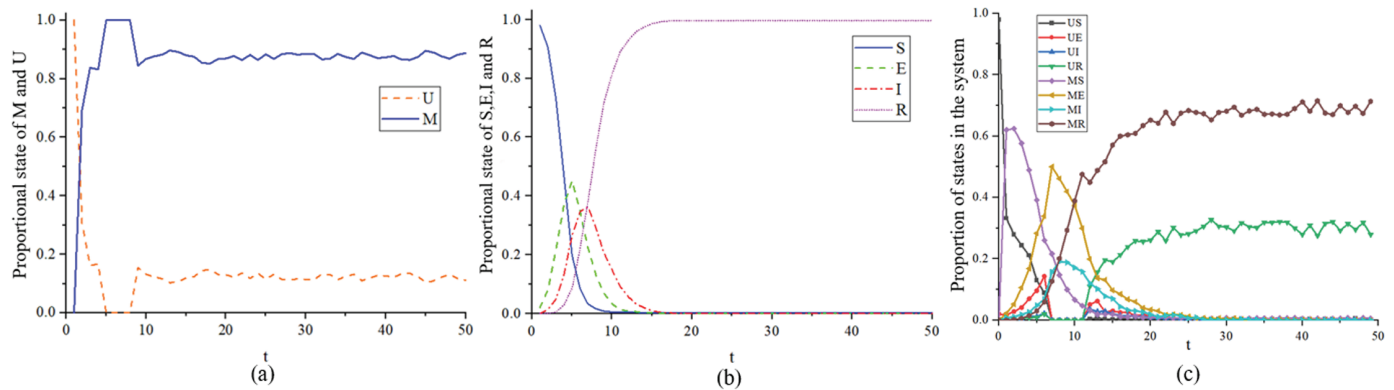 Proportional state of M and U
1.0
0.8
0.6
0.4
0.2
0.0
0
10
20
30
40
50
U
M
t
(a)
Proportional state of S,E,I and R
1.0
0.8
0.6
0.4
0.2
0.0
0
10
20
30
40
50
S
E
I
R
t
(b)
Proportion of states in the system
1.0
0.8
0.6
0.4
0.2
0.0
0
10
20
30
40
50
US
UE
UI
UR
MS
ME
MI
MR
t
(c)